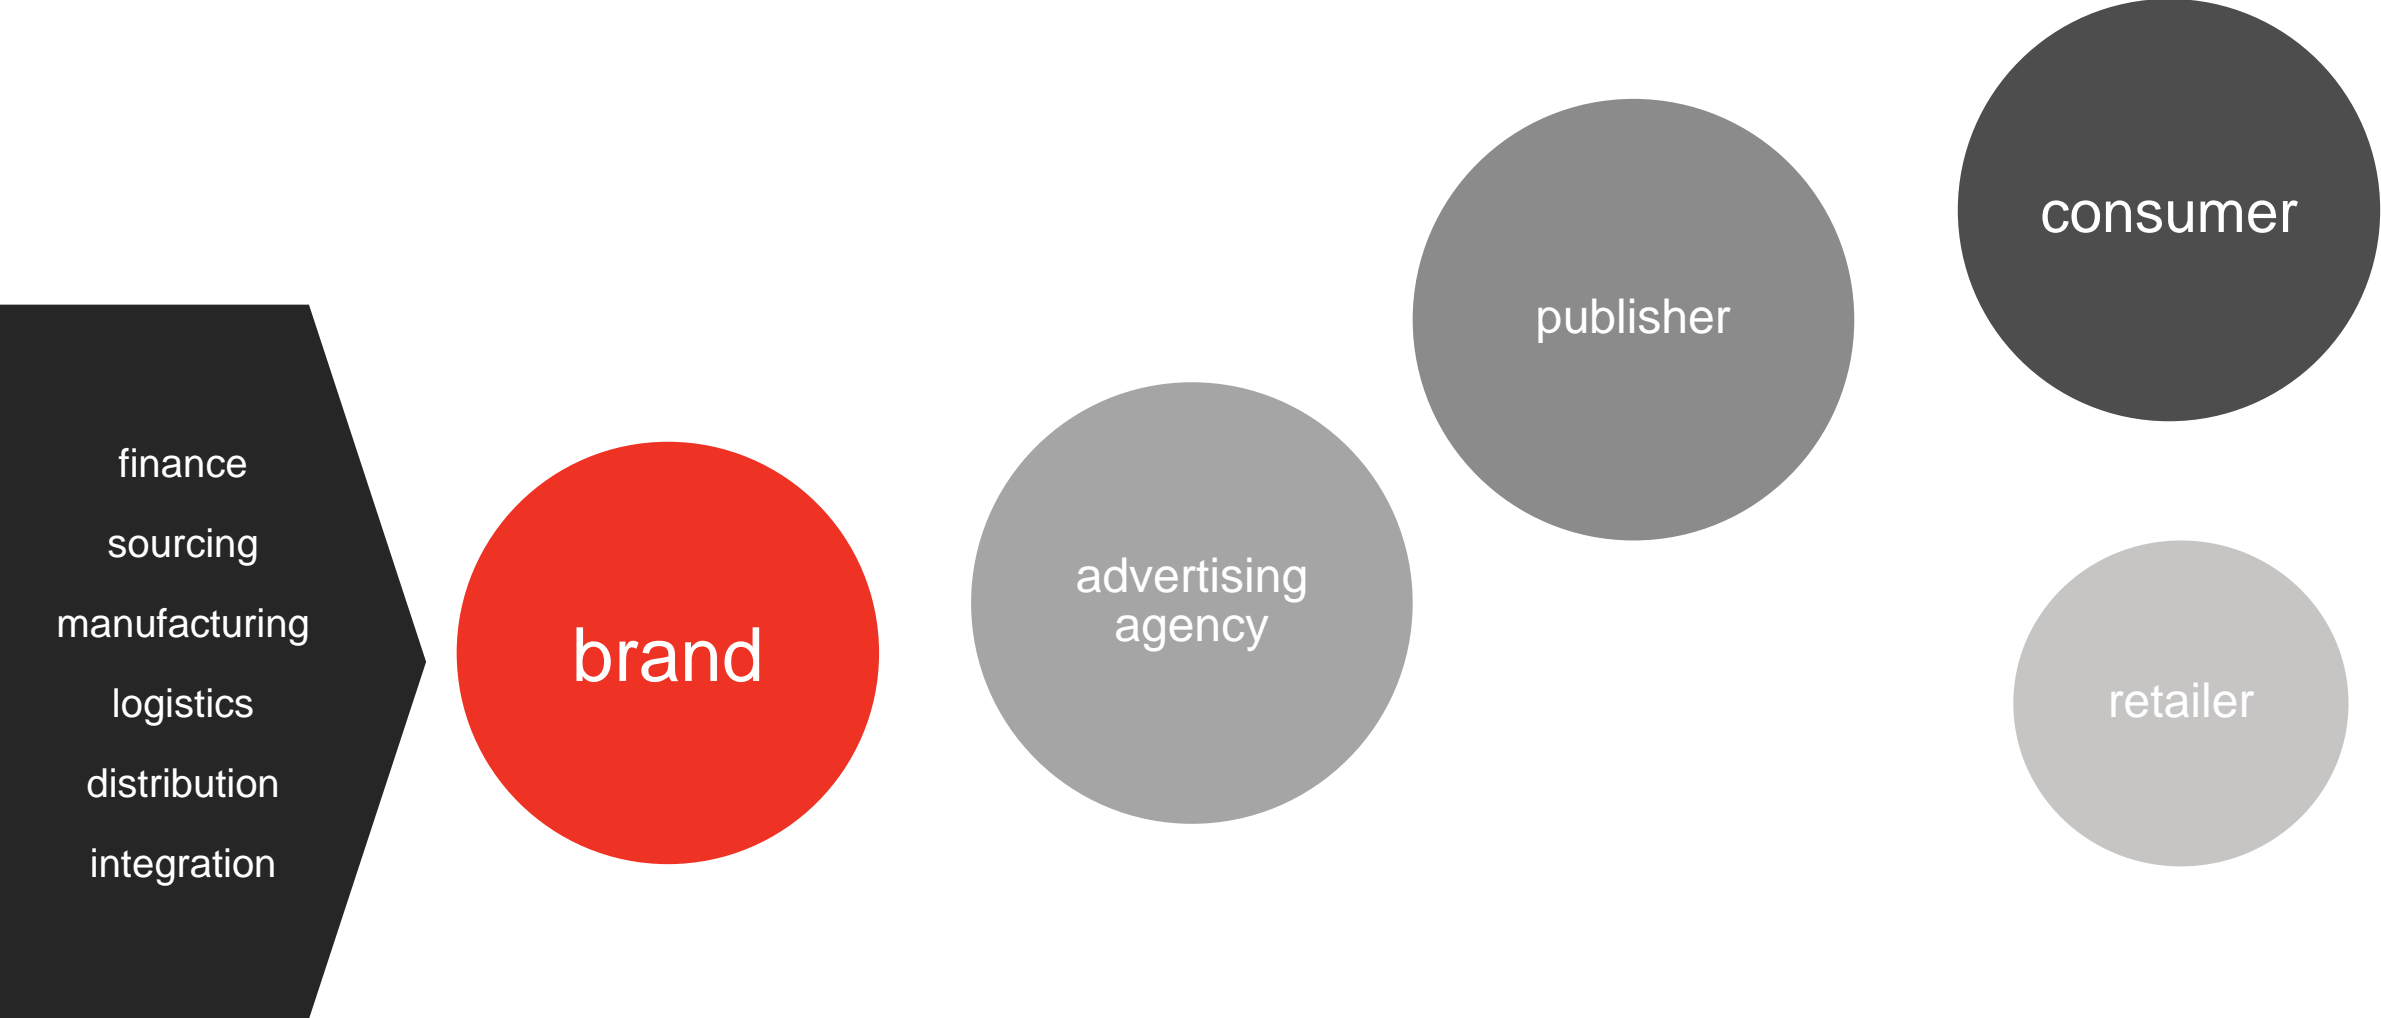 finance
sourcing
manufacturing
logistics
distribution
integration
brand
advertising
agency
publisher
consumer
retailer